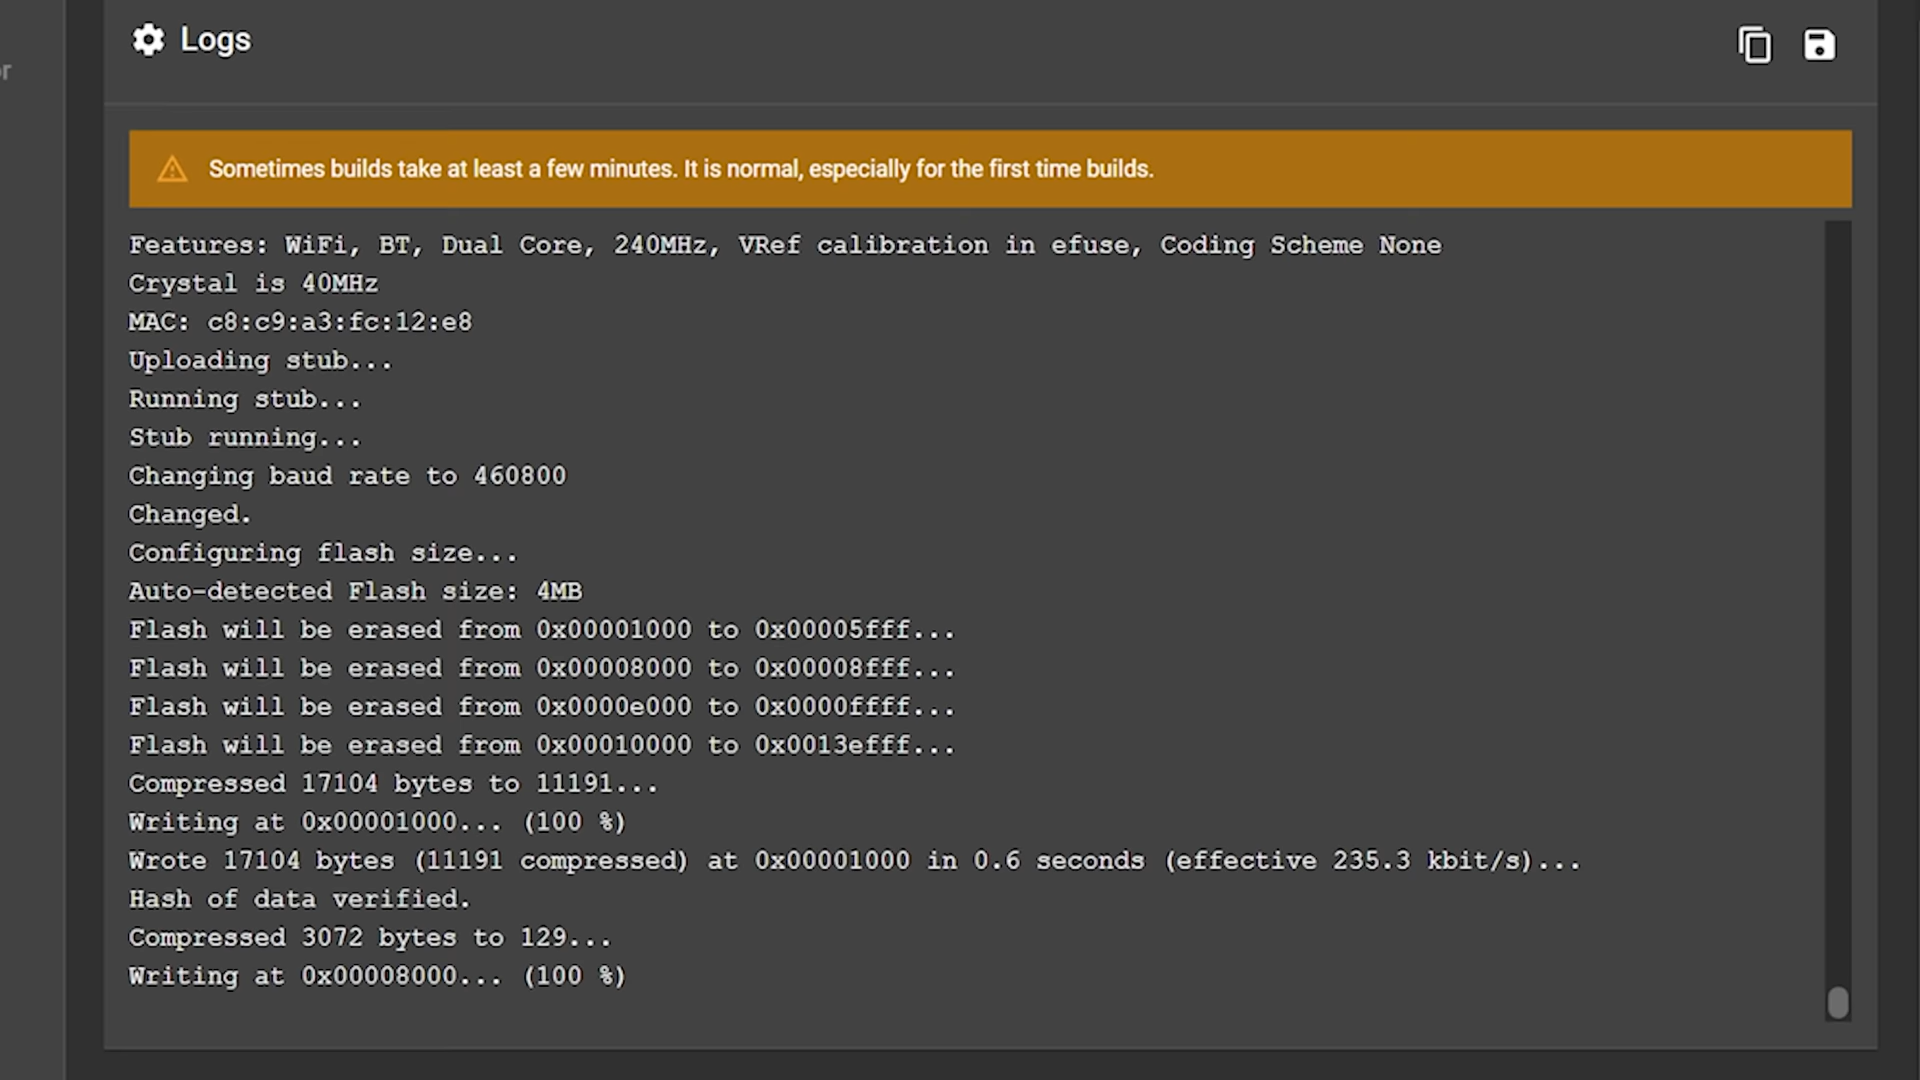 Logs
or
Sometimes builds take at least a few minutes. It is normal, especially for the first time builds.
Features: WiFi, BT, Dual Core, 240MHz, VRef calibration in efuse, Coding Scheme None
Crystal is 40MHz
MAC: c8:c9:a3:fc:12:e8
Uploading stub...
Running stub...
Stub running...
Changing baud rate to 460800
Changed.
Configuring flash size...
Auto-detected Flash size: 4MB
Flash will be erased from 0x00001000 to 0x00005fff...
Flash will be erased from 0x00008000 to 0x00008fff...
Flash will be erased from 0x0000e000 to 0x0000ffff...
Flash will be erased from 0x00010000 to 0x0013efff...
Compressed 17104 bytes to 11191...
Writing at 0x00001000... (100 %)
Wrote 17104 bytes (11191 compressed) at 0x00001000 in 0.6 seconds (effective 235.3 kbit/s)...
Hash of data verified.
Compressed 3072 bytes to 129...
Writing at 0x00008000... (100 %)